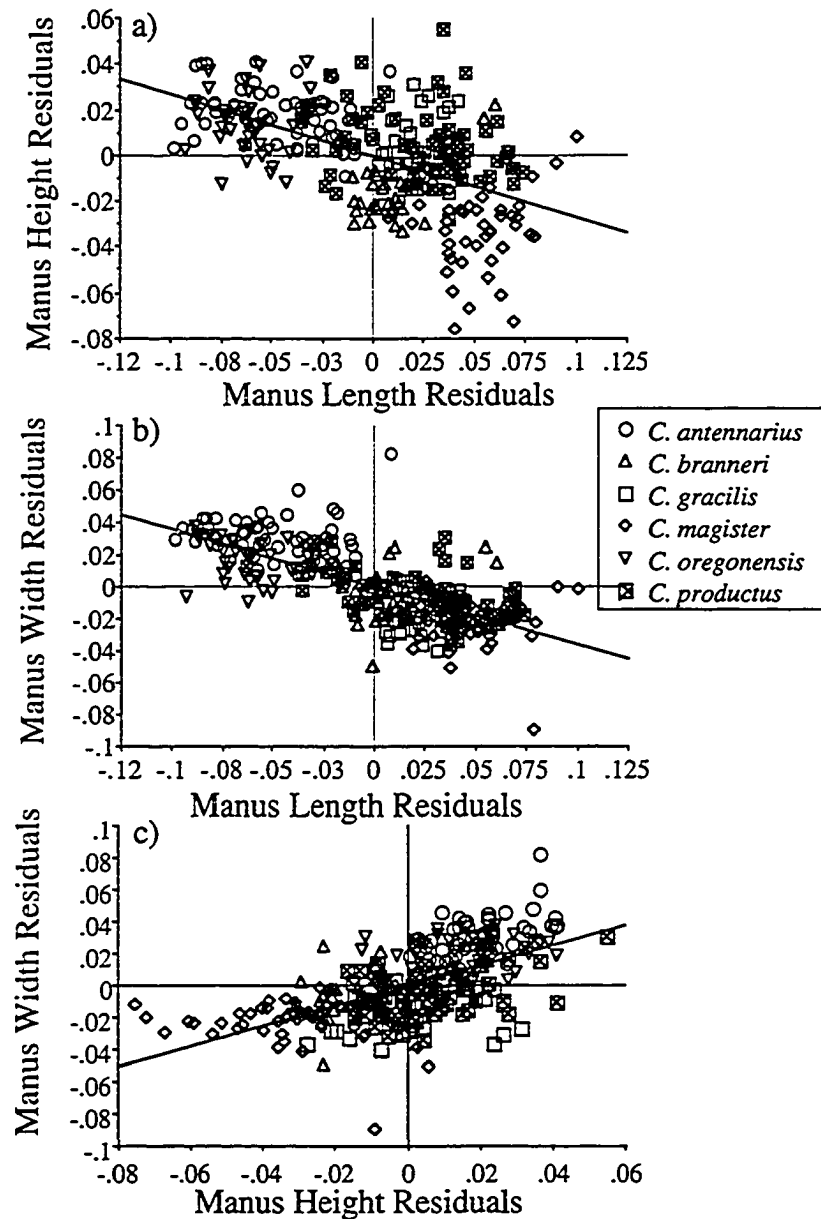 a)
.06
.04
.02
0
-.02
-.04
-.06
-.08
Manus Height Residuals
-.12 -.1 -.08 -.05 -.03 0 .025 .05 .075 .1 .125
Manus Length Residuals
b)
.1
.08
.06
.04
.02
0
-.02
-.04
-.06
-.08
-.1
Manus Width Residuals
-.12 -.1 -.08 -.05 -.03 0 .025 .05 .075 .1 .125
Manus Length Residuals
C. antennarius
C. branneri
C. gracilis
C. magister
C. oregonensis
C. productus
c)
.1
.08
.06
.04
.02
0
-.02
-.04
-.06
-.08
-.1
Manus Width Residuals
-.08 -.06 -.04 -.02 0 .02 .04 .06
Manus Height Residuals